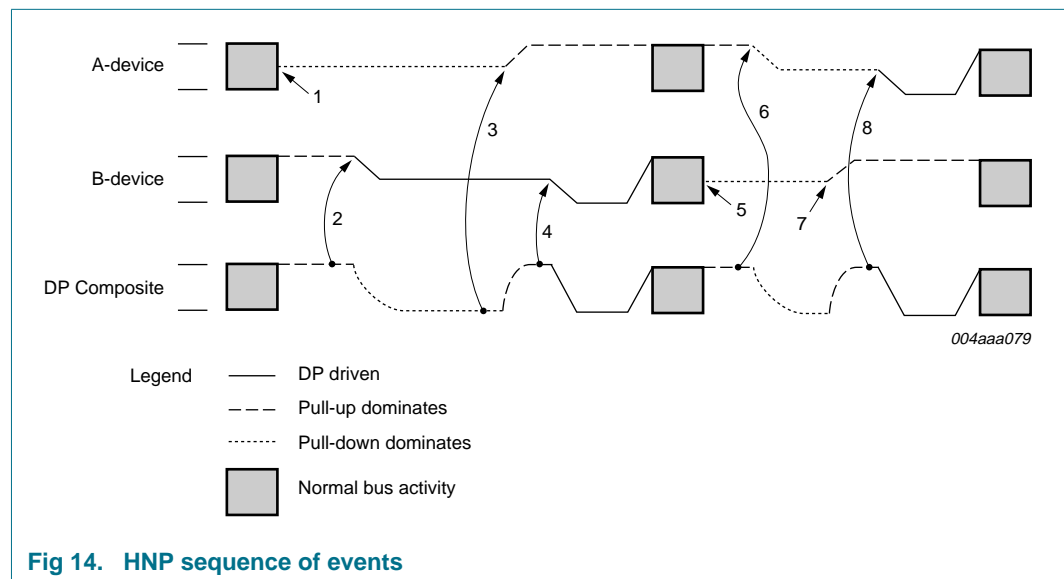 A-device
1
3
6
8
B-device
2
4
5
7
DP Composite
004aaa079
Legend
DP driven
Pull-up dominates
Pull-down dominates
Normal bus activity
Fig 14. HNP sequence of events